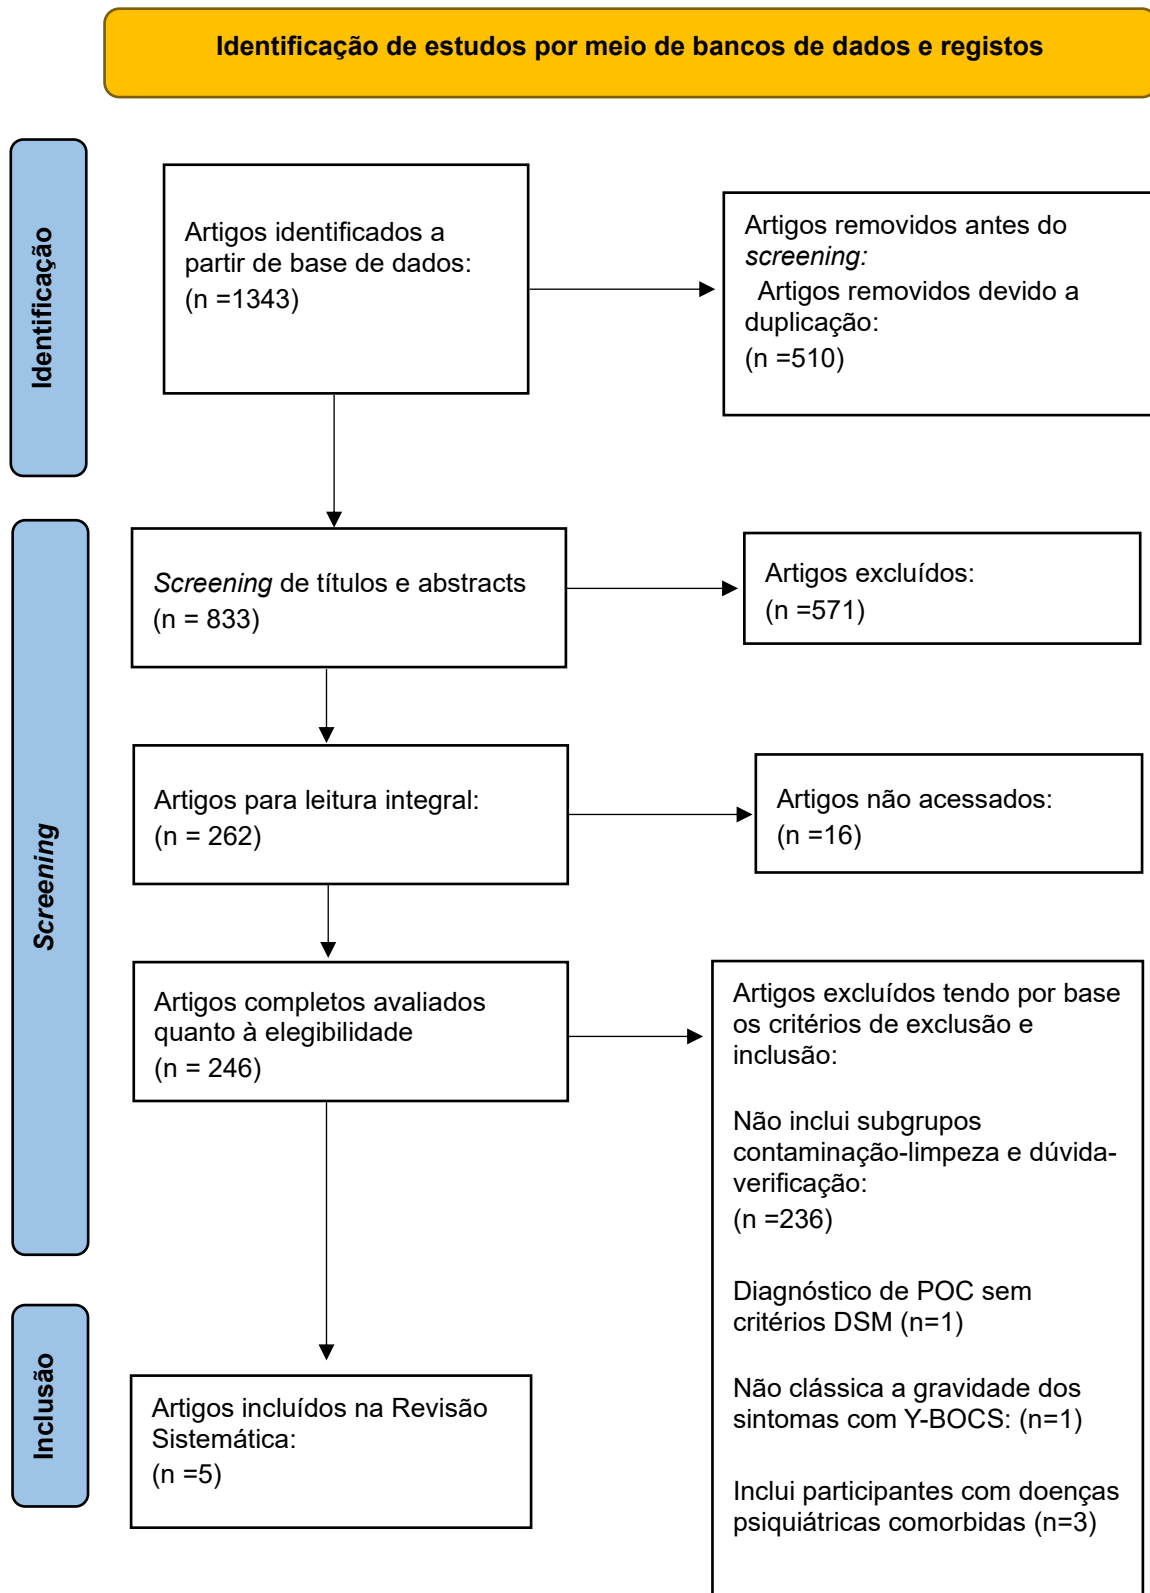 Identificação de estudos por meio de bancos de dados e registos
Identificação
Artigos identificados a
partir de base de dados:
(n =1343)
Artigos removidos antes do
screening:
Artigos removidos devido a
duplicação:
(n =510)
Screening
Screening de títulos e abstracts
(n = 833)
Artigos excluídos:
(n =571)
Artigos para leitura integral:
(n = 262)
Artigos não acessados:
(n =16)
Artigos completos avaliados
quanto à elegibilidade
(n = 246)
Artigos excluídos tendo por base
os critérios de exclusão e
inclusão:
Não inclui subgrupos
contaminação-limpeza e dúvida-
verificação:
(n =236)
Diagnóstico de POC sem
critérios DSM (n=1)
Não clássica a gravidade dos
sintomas com Y-BOCS: (n=1)
Inclui participantes com doenças
psiquiátricas comorbidas (n=3)
Inclusão
Artigos incluídos na Revisão
Sistemática:
(n =5)